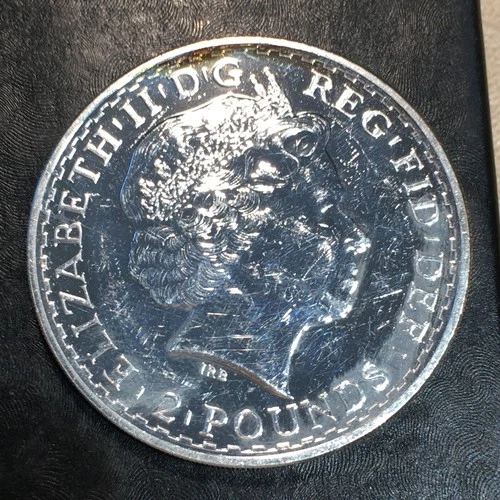 ELIZABETH·II·D·G
REG·FID·DEF
·2·POUNDS·
IRB